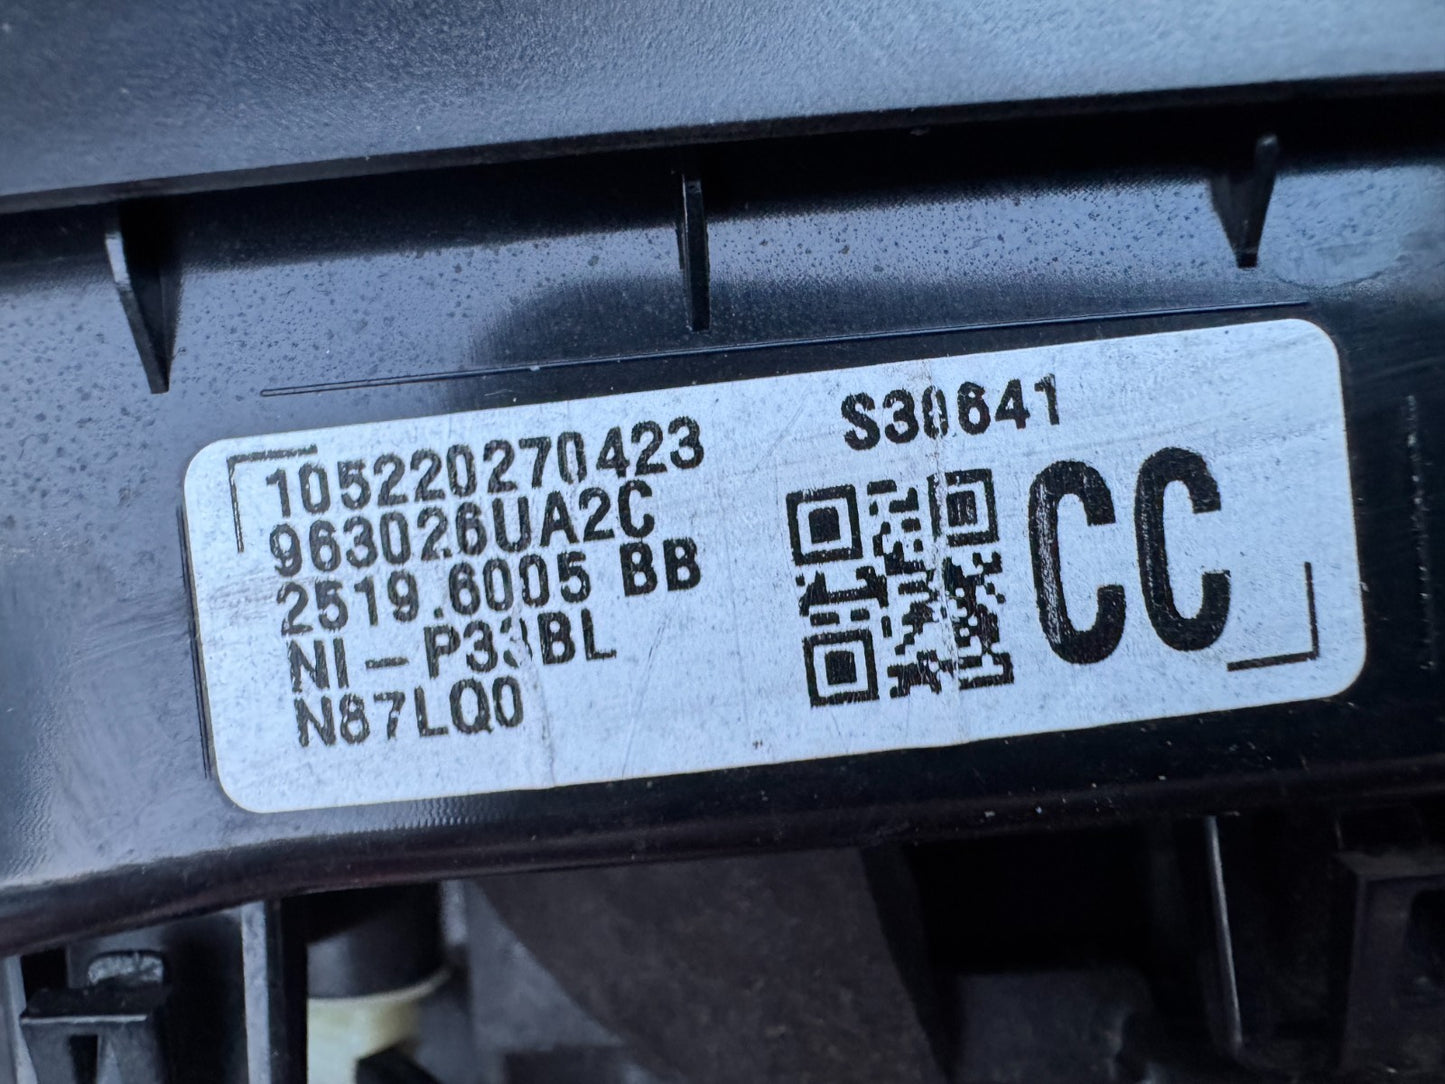 105220270423
963026UA2C
2519.6005 BB
NI-P33BL
N87LQ0
S30641
CC